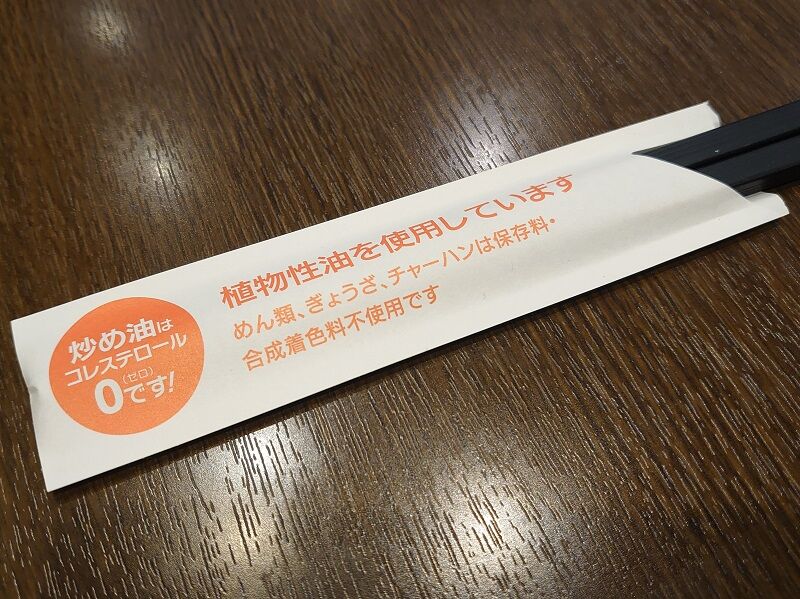 炒め油は
コレステロール
(ゼロ)
0です!
植物性油を使用しています
めん類、ぎょうざ、チャーハンは保存料・
合成着色料不使用です